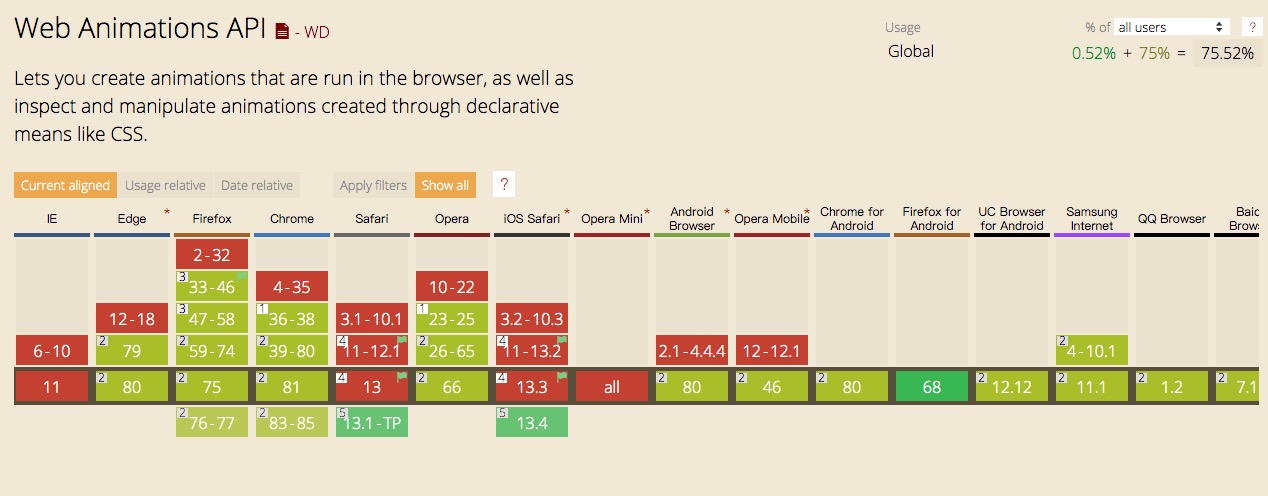 Web Animations API - WD
Usage
% of all users ?
Global
0.52% + 75% = 75.52%
Lets you create animations that are run in the browser, as well as
inspect and manipulate animations created through declarative
means like CSS.
Current aligned Usage relative Date relative Apply filters Show all ?
IE Edge * Firefox Chrome Safari Opera iOS Safari * Opera Mini * Android Browser * Opera Mobile * Chrome for Android Firefox for Android UC Browser for Android Samsung Internet QQ Browser Baid Brows
2-32
3 33-46 4-35 10-22
12-18 3 47-58 1 36-38 3.1-10.1 1 23-25 3.2-10.3
6-10 2 79 2 59-74 2 39-80 4 11-12.1 2 26-65 4 11-13.2 2.1-4.4.4 12-12.1 2 4-10.1
11 2 80 2 75 2 81 4 13 2 66 4 13.3 all 2 80 2 46 2 80 68 2 12.12 2 11.1 2 1.2 2 7.1
2 76-77 2 83-85 5 13.1-TP 5 13.4